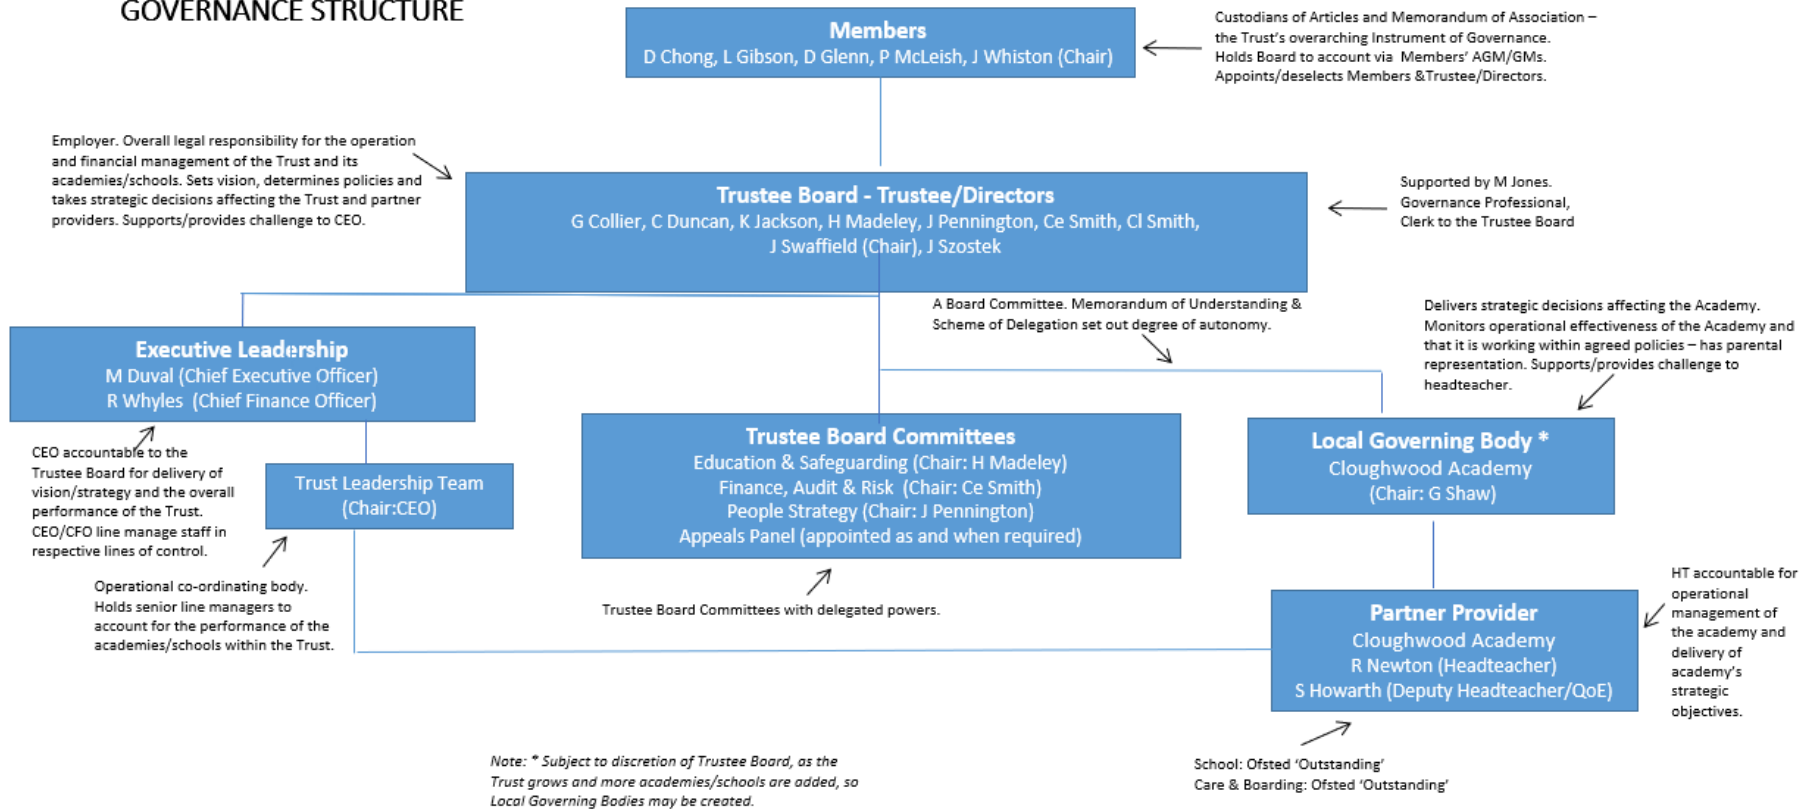 GOVERNANCE STRUCTURE
Members
D Chong, L Gibson, D Glenn, P McLeish, J Whiston (Chair)
Custodians of Articles and Memorandum of Association –
the Trust's overarching Instrument of Governance.
Holds Board to account via Members' AGM/GMs.
Appoints/deselects Members &Trustee/Directors.
Employer. Overall legal responsibility for the operation
and financial management of the Trust and its
academies/schools. Sets vision, determines policies and
takes strategic decisions affecting the Trust and partner
providers. Supports/provides challenge to CEO.
Trustee Board - Trustee/Directors
G Collier, C Duncan, K Jackson, H Madeley, J Pennington, Ce Smith, Cl Smith,
J Swaffield (Chair), J Szostek
Supported by M Jones.
Governance Professional,
Clerk to the Trustee Board
A Board Committee. Memorandum of Understanding &
Scheme of Delegation set out degree of autonomy.
Delivers strategic decisions affecting the Academy.
Monitors operational effectiveness of the Academy and
that it is working within agreed policies – has parental
representation. Supports/provides challenge to
headteacher.
Executive Leadership
M Duval (Chief Executive Officer)
R Whyles (Chief Finance Officer)
CEO accountable to the
Trustee Board for delivery of
vision/strategy and the overall
performance of the Trust.
CEO/CFO line manage staff in
respective lines of control.
Trust Leadership Team
(Chair:CEO)
Operational co-ordinating body.
Holds senior line managers to
account for the performance of the
academies/schools within the Trust.
Trustee Board Committees
Education & Safeguarding (Chair: H Madeley)
Finance, Audit & Risk (Chair: Ce Smith)
People Strategy (Chair: J Pennington)
Appeals Panel (appointed as and when required)
Trustee Board Committees with delegated powers.
Local Governing Body *
Cloughwood Academy
(Chair: G Shaw)
Partner Provider
Cloughwood Academy
R Newton (Headteacher)
S Howarth (Deputy Headteacher/QoE)
HT accountable for
operational
management of
the academy and
delivery of
academy's
strategic
objectives.
School: Ofsted 'Outstanding'
Care & Boarding: Ofsted 'Outstanding'
Note: * Subject to discretion of Trustee Board, as the
Trust grows and more academies/schools are added, so
Local Governing Bodies may be created.